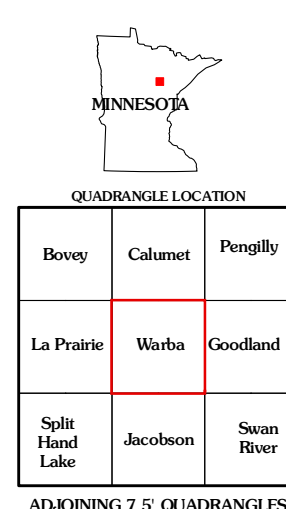 MINNESOTA
QUADRANGLE LOCATION
Bovey Calumet Pengilly
La Prairie Warba Goodland
Split
Hand
Lake
Jacobson
Swan
River
ADJOINING 7.5' QUADRANGLES